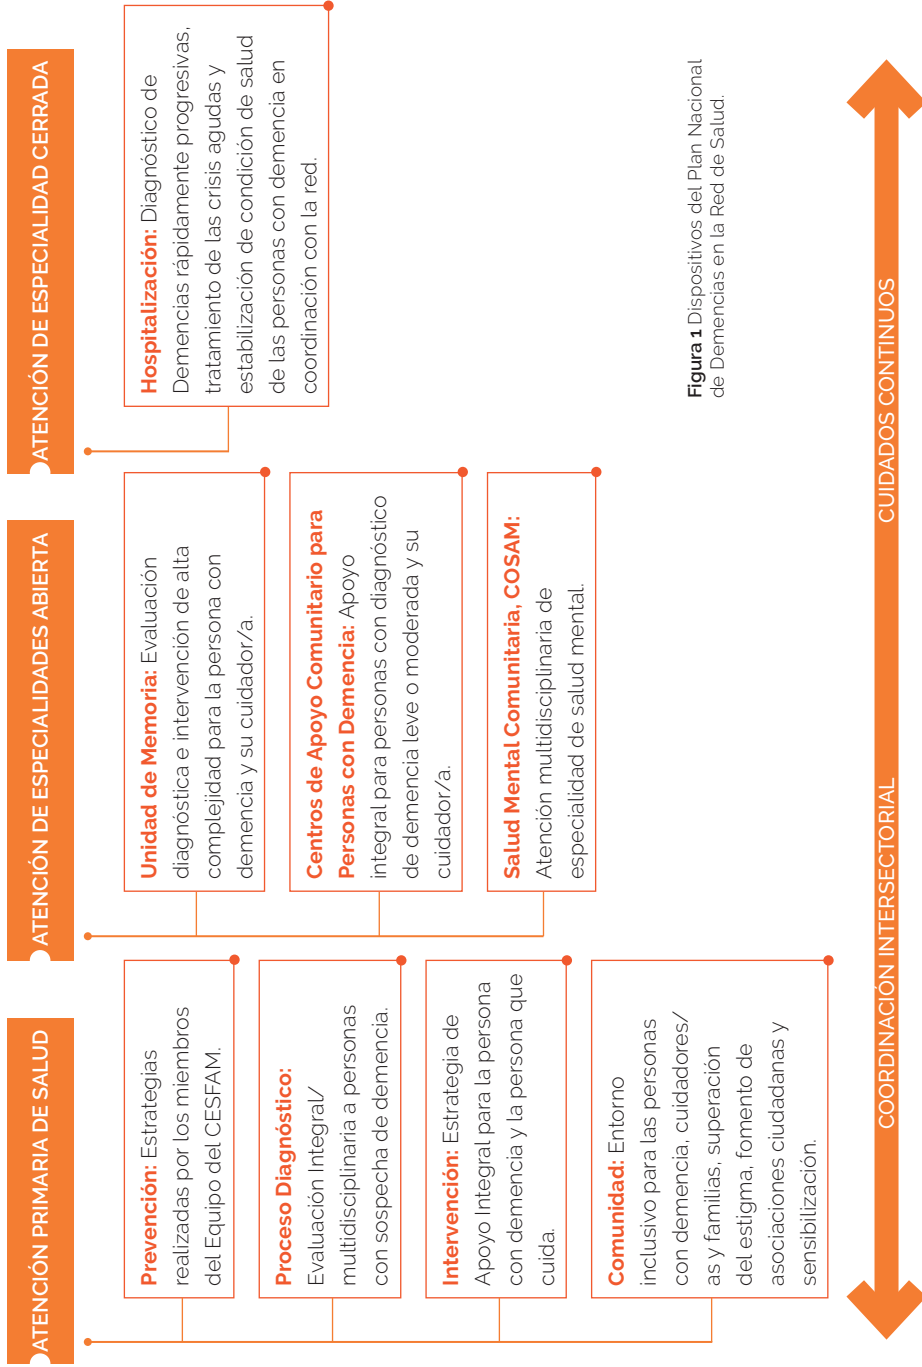 ATENCIÓN PRIMARIA DE SALUD
Prevención: Estrategias
realizadas por los miembros
del Equipo del CESFAM.
Proceso Diagnóstico:
Evaluación Integral/
multidisciplinaria a personas
con sospecha de demencia.
Intervención: Estrategia de
Apoyo Integral para la persona
con demencia y la persona que
cuida.
Comunidad: Entorno
inclusivo para las personas
con demencia, cuidadores/
as y familias, superación
del estigma, fomento de
asociaciones ciudadanas y
sensibilización.
ATENCIÓN DE ESPECIALIDADES ABIERTA
Unidad de Memoria: Evaluación
diagnóstica e intervención de alta
complejidad para la persona con
demencia y su cuidador/a.
Centros de Apoyo Comunitario para
Personas con Demencia: Apoyo
integral para personas con diagnóstico
de demencia leve o moderada y su
cuidador/a.
Salud Mental Comunitaria, COSAM:
Atención multidisciplinaria de
especialidad de salud mental.
ATENCIÓN DE ESPECIALIDAD CERRADA
Hospitalización: Diagnóstico de
Demencias rápidamente progresivas,
tratamiento de las crisis agudas y
estabilización de condición de salud
de las personas con demencia en
coordinación con la red.
Figura 1 Dispositivos del Plan Nacional
de Demencias en la Red de Salud.
COORDINACIÓN INTERSECTORIAL
CUIDADOS CONTINUOS